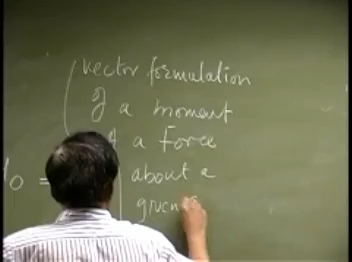 vector formulation
of a moment
of a force
O = about a
given